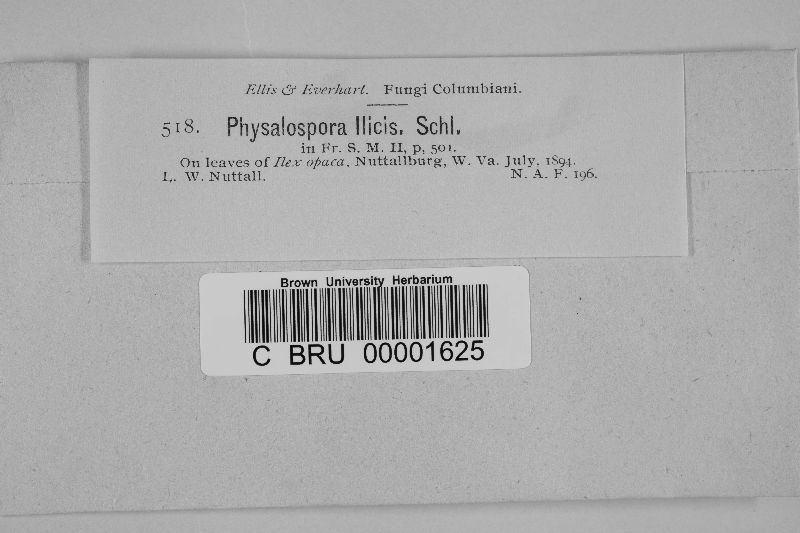 Ellis & Everhart. Fungi Columbiani.
518. Physalospora Ilicis. Schl.
in Fr. S. M. II, p, 501.
On leaves of Ilex opaca, Nuttallburg, W. Va. July, 1894.
L. W. Nuttall. N. A. F. 196.
Brown University Herbarium
C BRU 00001625